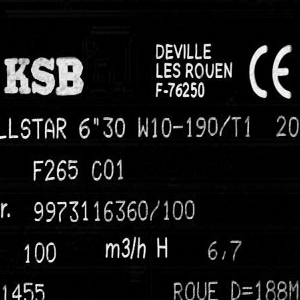 KSB
DEVILLE
LES ROUEN
F-76250
CE
LLSTAR 6"30 W10-190/T1 20
F265 C01
r. 9973116360/100
100 m3/h H 6,7
1455 ROUE D=188M